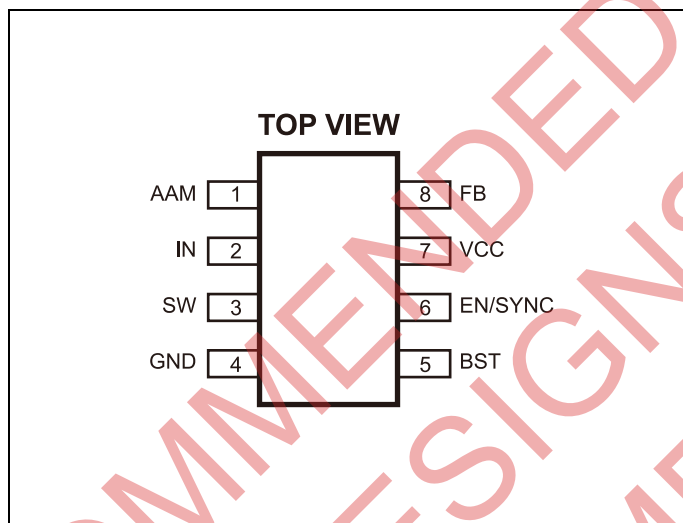 TOP VIEW
AAM 1 8 FB
IN 2 7 VCC
SW 3 6 EN/SYNC
GND 4 5 BST